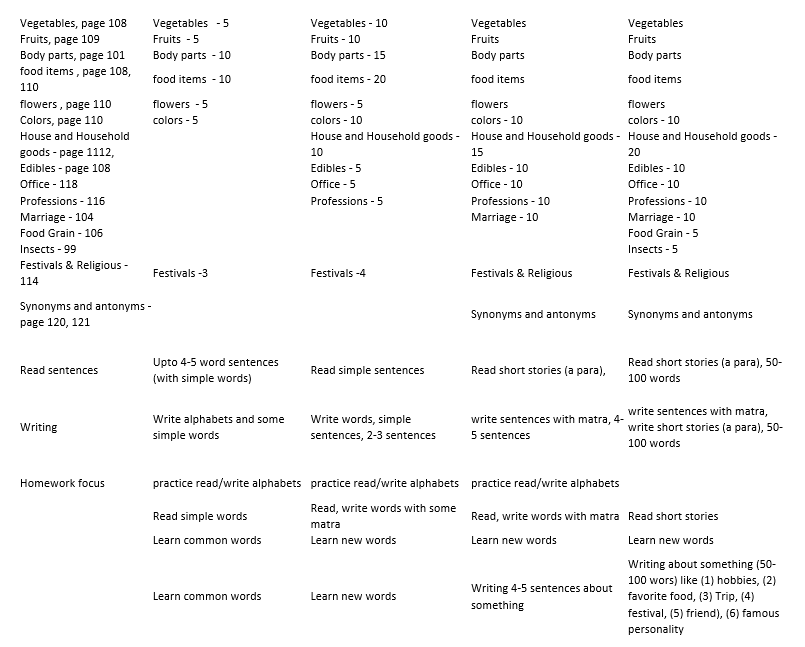 Vegetables, page 108 Vegetables - 5 Vegetables - 10 Vegetables Vegetables
Fruits, page 109 Fruits - 5 Fruits - 10 Fruits Fruits
Body parts, page 101 Body parts - 10 Body parts - 15 Body parts Body parts
food items , page 108,
110 food items - 10 food items - 20 food items food items
flowers , page 110 flowers - 5 flowers - 5 flowers flowers
Colors, page 110 colors - 5 colors - 10 colors - 10 colors - 10
House and Household House and Household goods - House and Household goods - House and Household goods -
goods - page 1112, 10 15 20
Edibles - page 108 Edibles - 5 Edibles - 10 Edibles - 10
Office - 118 Office - 5 Office - 10 Office - 10
Professions - 116 Professions - 5 Professions - 10 Professions - 10
Marriage - 104 Marriage - 10 Marriage - 10
Food Grain - 106 Food Grain - 5
Insects - 99 Insects - 5
Festivals & Religious -
114 Festivals -3 Festivals -4 Festivals & Religious Festivals & Religious
Synonyms and antonyms -
page 120, 121 Synonyms and antonyms Synonyms and antonyms
Read sentences
Upto 4-5 word sentences
(with simple words)
Read simple sentences
Read short stories (a para),
Read short stories (a para), 50-
100 words
Writing
Write alphabets and some
simple words
Write words, simple
sentences, 2-3 sentences
write sentences with matra, 4-
5 sentences
write sentences with matra,
write short stories (a para), 50-
100 words
Homework focus practice read/write alphabets practice read/write alphabets practice read/write alphabets
Read simple words
Read, write words with some
matra
Read, write words with matra
Read short stories
Learn common words Learn new words Learn new words Learn new words
Learn common words
Learn new words
Writing 4-5 sentences about
something
Writing about something (50-
100 wors) like (1) hobbies, (2)
favorite food, (3) Trip, (4)
festival, (5) friend), (6) famous
personality